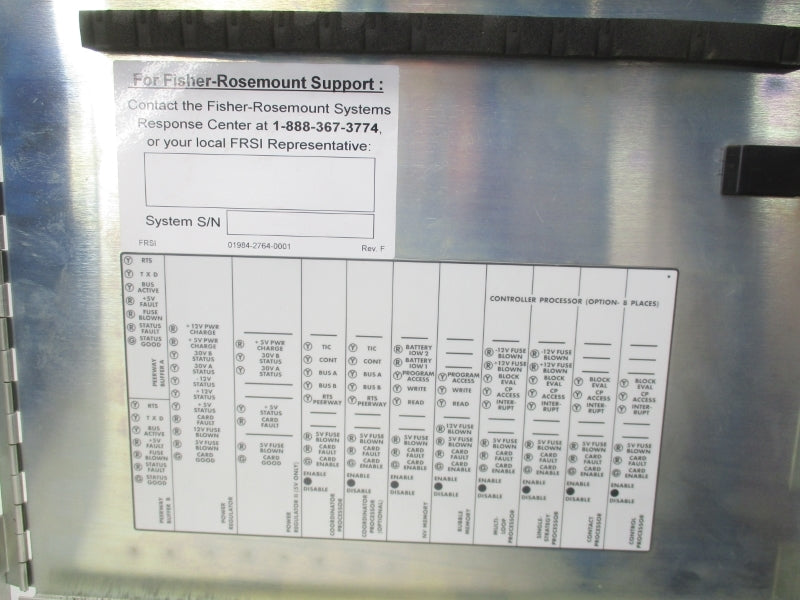 For Fisher-Rosemount Support :
Contact the Fisher-Rosemount Systems
Response Center at 1-888-367-3774,
or your local FRSI Representative:
System S/N
FRSI 01984-2764-0001 Rev. F
CONTROLLER PROCESSOR (OPTION- 8 PLACES)
Y RTS
Y T X D
Y BUS ACTIVE
R +5V FAULT
R FUSE BLOWN
R STATUS FAULT
G STATUS GOOD
PEERWAY BUFFER A
Y RTS
Y T X D
Y BUS ACTIVE
R +5V FAULT
R FUSE BLOWN
R STATUS FAULT
G STATUS GOOD
PEERWAY BUFFER B
R +12V PWR CHARGE
R +5V PWR CHARGE
Y 30V B STATUS
Y 30V A STATUS
Y -12V STATUS
Y +12V STATUS
Y +5V STATUS
R CARD FAULT
R 12V FUSE BLOWN
R 5V FUSE BLOWN
G CARD GOOD
POWER REGULATOR
R +5V PWR CHARGE
Y 30V B STATUS
Y 30V A STATUS
Y +5V STATUS
R CARD FAULT
R 5V FUSE BLOWN
G CARD GOOD
POWER REGULATOR II (5V ONLY)
Y TIC
Y CONT
Y BUS A
Y BUS B
Y RTS PEERWAY
R 5V FUSE BLOWN
R CARD FAULT
G CARD ENABLE
ENABLE
DISABLE
COORDINATOR PROCESSOR
Y TIC
Y CONT
Y BUS A
Y BUS B
Y RTS PEERWAY
R 5V FUSE BLOWN
R CARD FAULT
G CARD ENABLE
ENABLE
DISABLE
COORDINATOR PROCESSOR (OPTIONAL)
R BATTERY LOW 2
R BATTERY LOW 1
Y PROGRAM ACCESS
Y WRITE
Y READ
R 5V FUSE BLOWN
R CARD FAULT
G CARD ENABLE
ENABLE
DISABLE
NV MEMORY
Y PROGRAM ACCESS
Y WRITE
Y READ
R 12V FUSE BLOWN
R 5V FUSE BLOWN
R CARD FAULT
G CARD ENABLE
ENABLE
DISABLE
BUBBLE MEMORY
R -12V FUSE BLOWN
R +12V FUSE BLOWN
Y BLOCK EVAL
Y CP ACCESS
Y INTER-RUPT
R 5V FUSE BLOWN
R CARD FAULT
G CARD ENABLE
ENABLE
DISABLE
MULTI-LOOP PROCESSOR
R -12V FUSE BLOWN
R +12V FUSE BLOWN
Y BLOCK EVAL
Y CP ACCESS
Y INTER-RUPT
R 5V FUSE BLOWN
R CARD FAULT
G CARD ENABLE
ENABLE
DISABLE
SINGLE-STRATEGY PROCESSOR
Y BLOCK EVAL
Y CP ACCESS
Y INTER-RUPT
R 5V FUSE BLOWN
R CARD FAULT
G CARD ENABLE
ENABLE
DISABLE
CONTACT PROCESSOR
Y BLOCK EVAL
Y CP ACCESS
Y INTER-RUPT
R 5V FUSE BLOWN
R CARD FAULT
G CARD ENABLE
ENABLE
DISABLE
CONTROL PROCESSOR